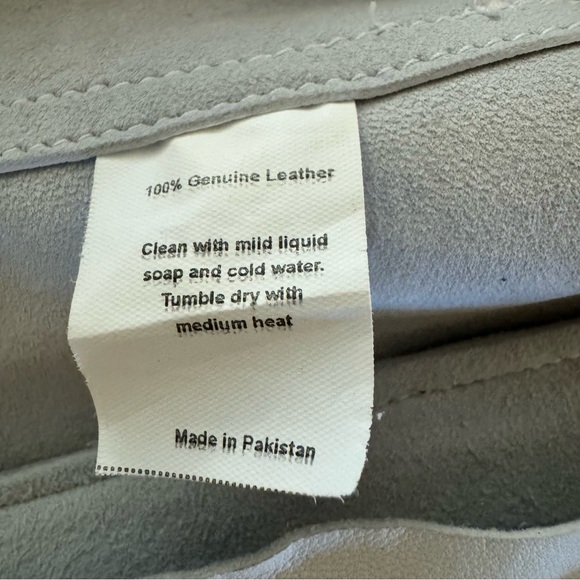 100% Genuine Leather
Clean with mild liquid
soap and cold water.
Tumble dry with
medium heat
Made in Pakistan